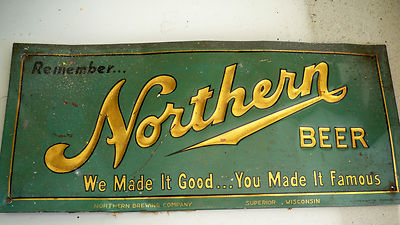 Remember...
Northern
BEER
We Made It Good...You Made It Famous
NORTHERN BREWING COMPANY SUPERIOR, WISCONSIN